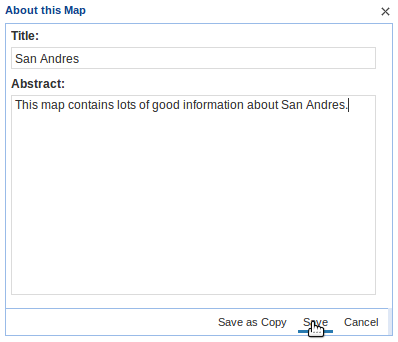 About this Map
Title:
San Andres
Abstract:
This map contains lots of good information about San Andres.
Save as Copy Save Cancel